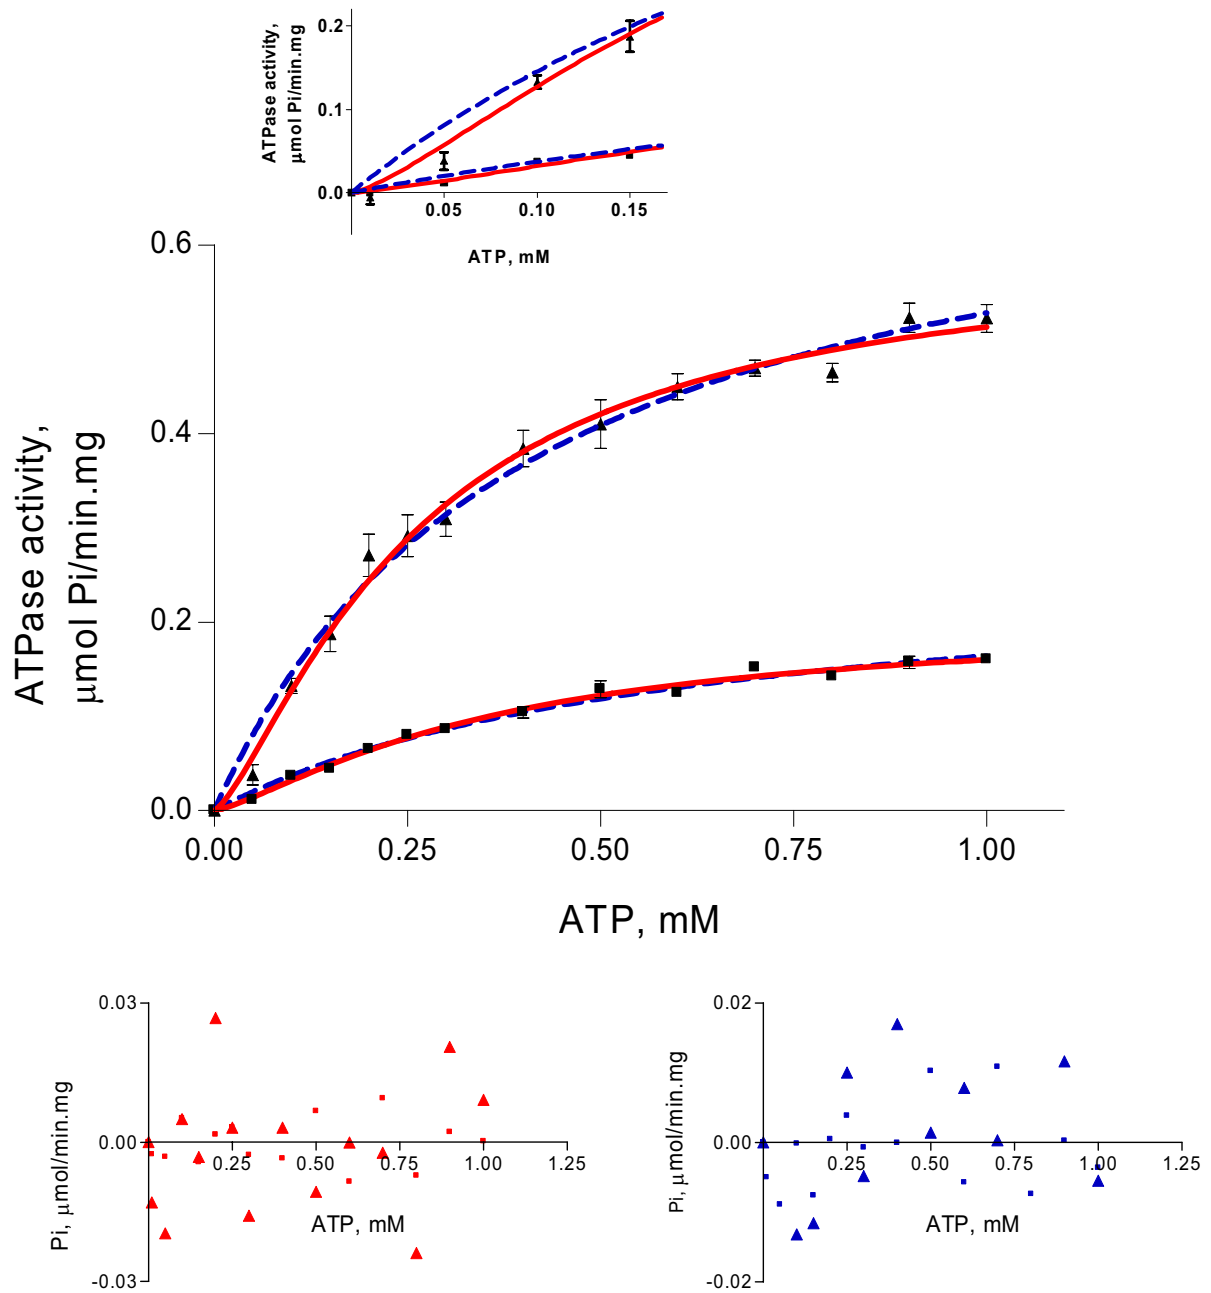 ATPase activity,
μmol Pi/min.mg
0.2
0.1
0.0
0.05 0.10 0.15
ATP, mM
ATPase activity,
μmol Pi/min.mg
0.6
0.4
0.2
0.0
0.00 0.25 0.50 0.75 1.00
ATP, mM
Pi, μmol/min.mg
0.03
0.00
-0.03
0.25 0.50 0.75 1.00 1.25
ATP, mM
Pi, μmol/min.mg
0.02
0.00
-0.02
0.25 0.50 0.75 1.00 1.25
ATP, mM